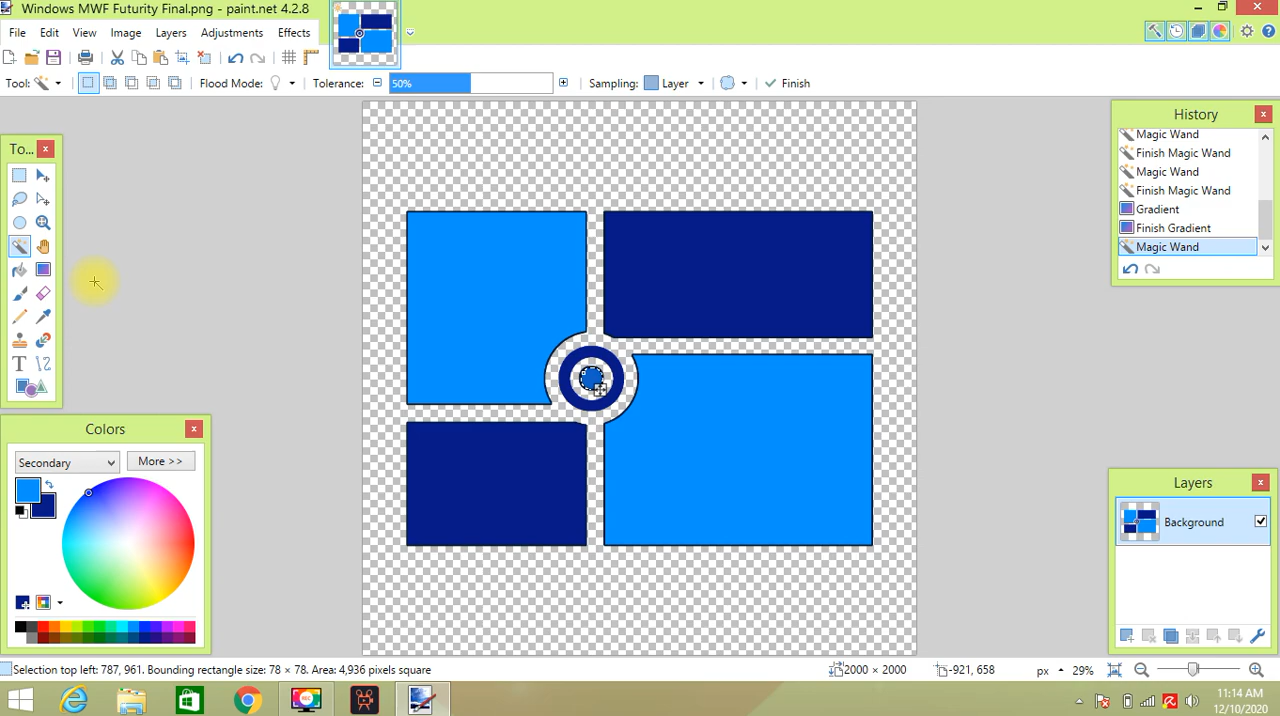 Windows MWF Futurity Final.png - paint.net 4.2.8
File Edit View Image Layers Adjustments Effects
Tool: Flood Mode: Tolerance: 50% Sampling: Layer Finish
To...
History
Magic Wand
Finish Magic Wand
Magic Wand
Finish Magic Wand
Gradient
Finish Gradient
Magic Wand
T
Colors
Secondary More >>
Layers
Background
Selection top left: 787, 961. Bounding rectangle size: 78 × 78. Area: 4,936 pixels square 2000 × 2000 -921, 658 px 29%
REC 11:14 AM
12/10/2020